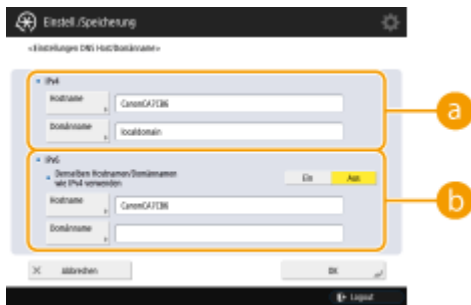 Einstell./Speicherung
<Einstellungen DNS Host/Domänname>
IPv4
Hostname
CanonCA7CB6
Domänname
localdomain
a
IPv6
Denselben Hostnamen/Domännamen
wie IPv4 verwenden
Ein
Aus
Hostname
CanonCA7CB6
Domänname
b
Abbrechen
OK
Logout